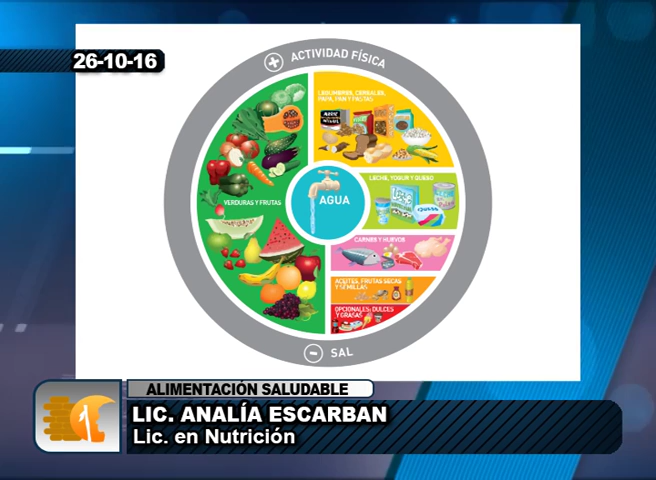 26-10-16
ACTIVIDAD FÍSICA
LEGUMBRES, CEREALES,
PAPA, PAN Y PASTAS
LECHE, YOGUR Y QUESO
AGUA
VERDURAS Y FRUTAS
CARNES Y HUEVOS
ACEITES, FRUTAS SECAS
Y SEMILLAS
OPCIONALES: DULCES
Y GRASAS
SAL
ALIMENTACIÓN SALUDABLE
LIC. ANALÍA ESCARBAN
Lic. en Nutrición